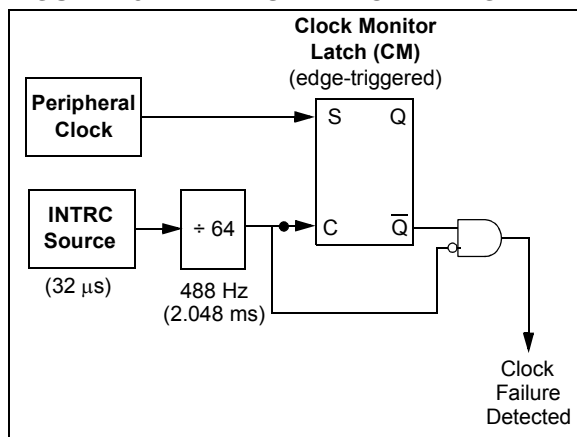 Clock Monitor
Latch (CM)
(edge-triggered)
Peripheral
Clock
S Q
INTRC
Source
÷ 64
C Q̅
(32 μs)
488 Hz
(2.048 ms)
Clock
Failure
Detected